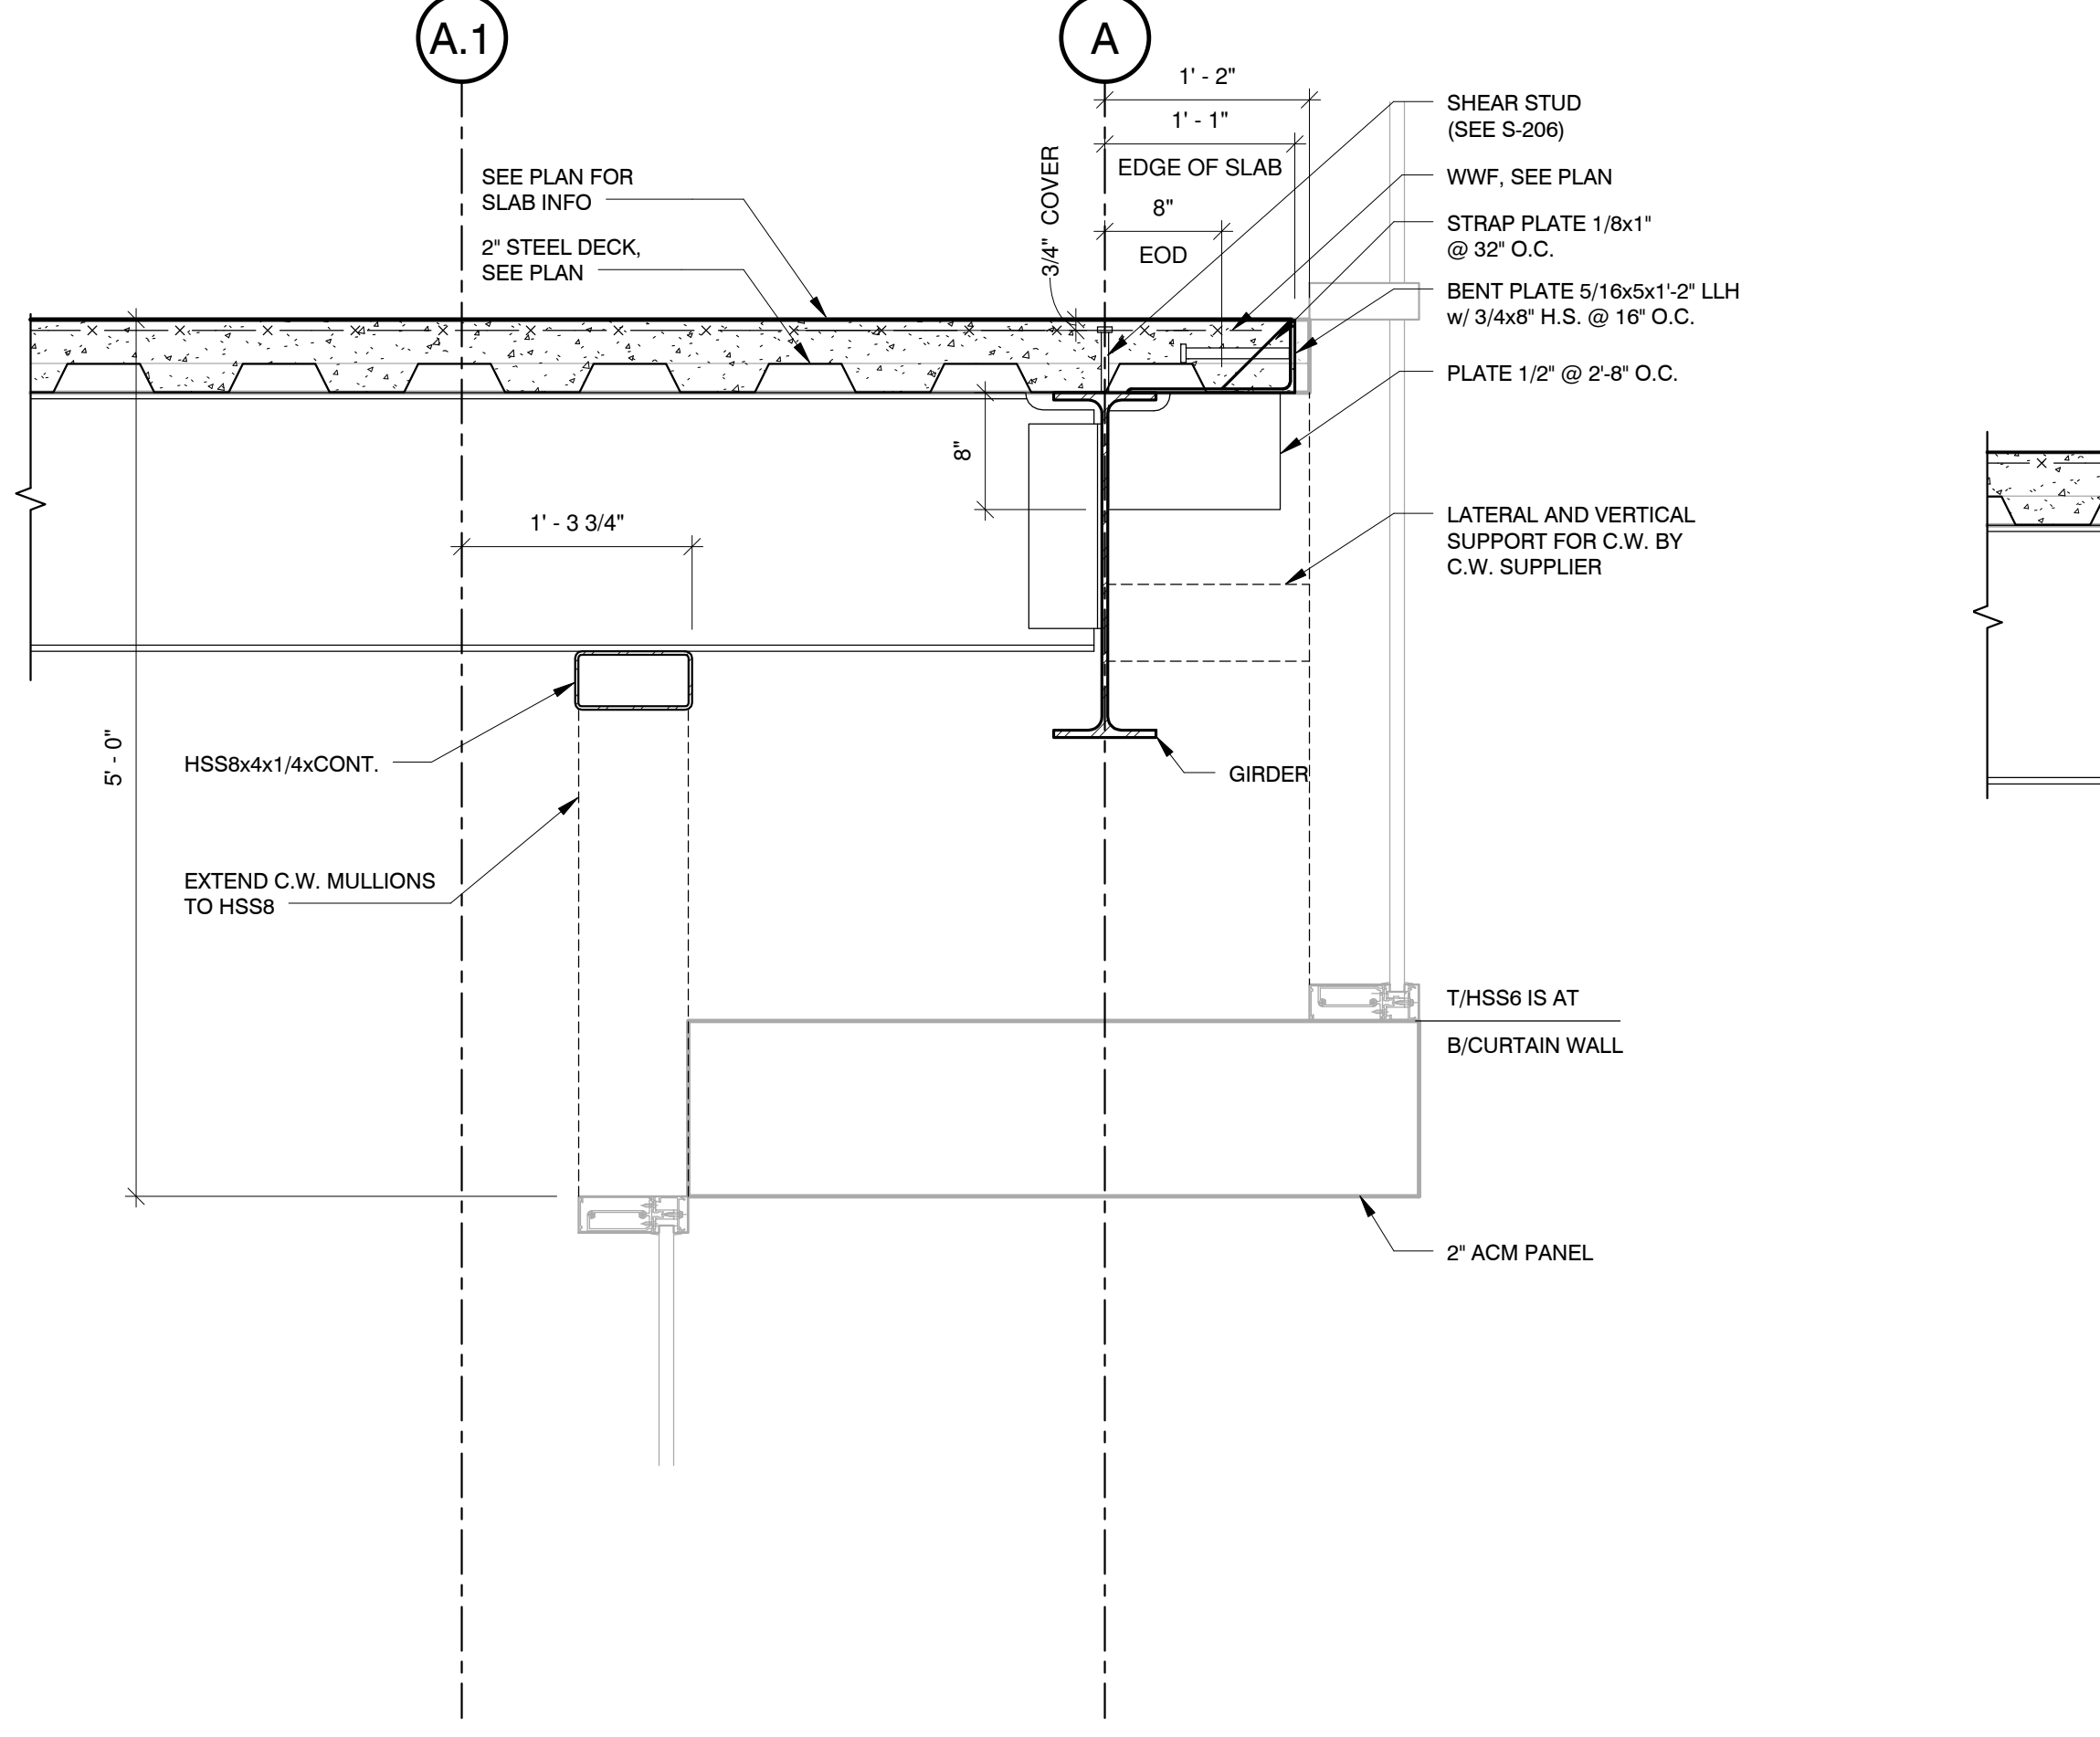 A.1
A
1' - 2"
1' - 1"
EDGE OF SLAB
8"
EOD
3/4" COVER
SHEAR STUD
(SEE S-206)
WWF, SEE PLAN
STRAP PLATE 1/8x1"
@ 32" O.C.
BENT PLATE 5/16x5x1'-2" LLH
w/ 3/4x8" H.S. @ 16" O.C.
PLATE 1/2" @ 2'-8" O.C.
SEE PLAN FOR
SLAB INFO
2" STEEL DECK,
SEE PLAN
8"
1' - 3 3/4"
LATERAL AND VERTICAL
SUPPORT FOR C.W. BY
C.W. SUPPLIER
5' - 0"
HSS8x4x1/4xCONT.
GIRDER
EXTEND C.W. MULLIONS
TO HSS8
T/HSS6 IS AT
B/CURTAIN WALL
2" ACM PANEL